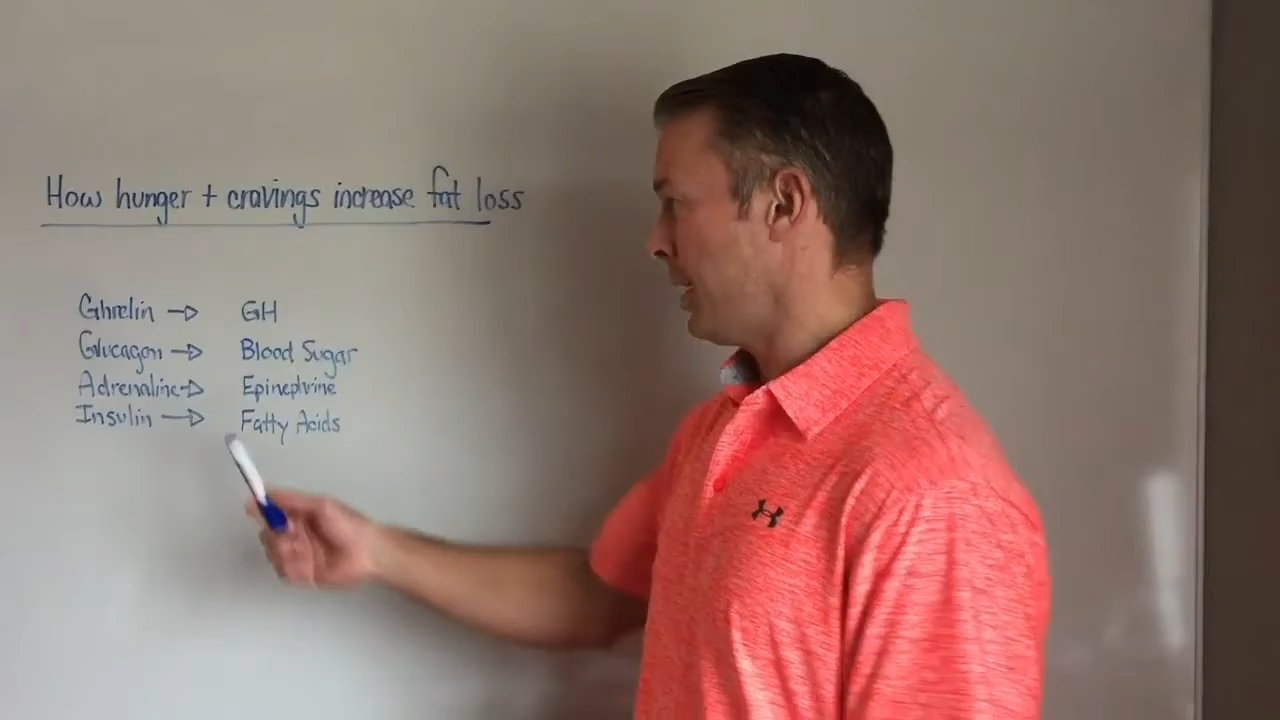 How hunger + cravings increase fat loss
Ghrelin → GH
Glucagon → Blood Sugar
Adrenaline → Epinephrine
Insulin → Fatty Acids